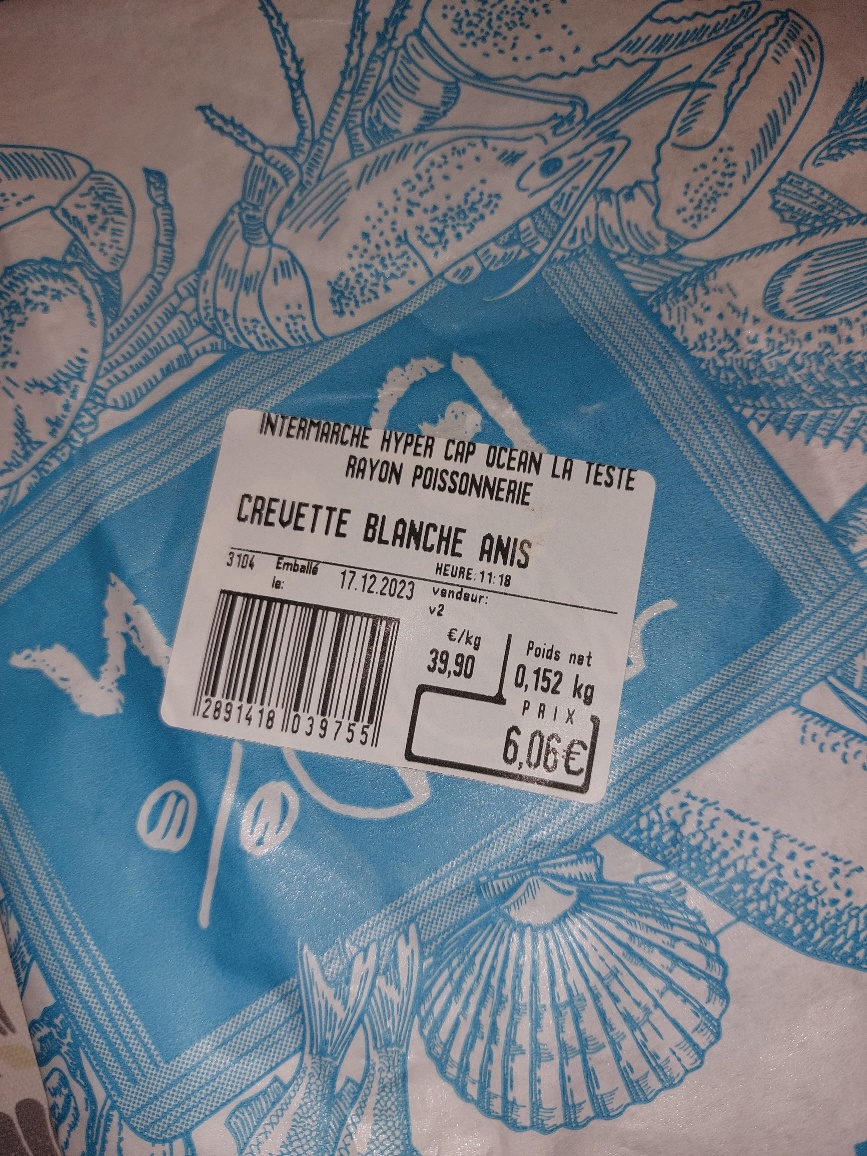 INTERMARCHE HYPER CAP OCEAN LA TESTE
RAYON POISSONNERIE
CREVETTE BLANCHE ANIS
HEURE: 11:18
3104 Emballé le: 17.12.2023 vendeur: v2
€/kg
39,90
Poids net
0,152 kg
PRIX
6,06€
2891418 039755